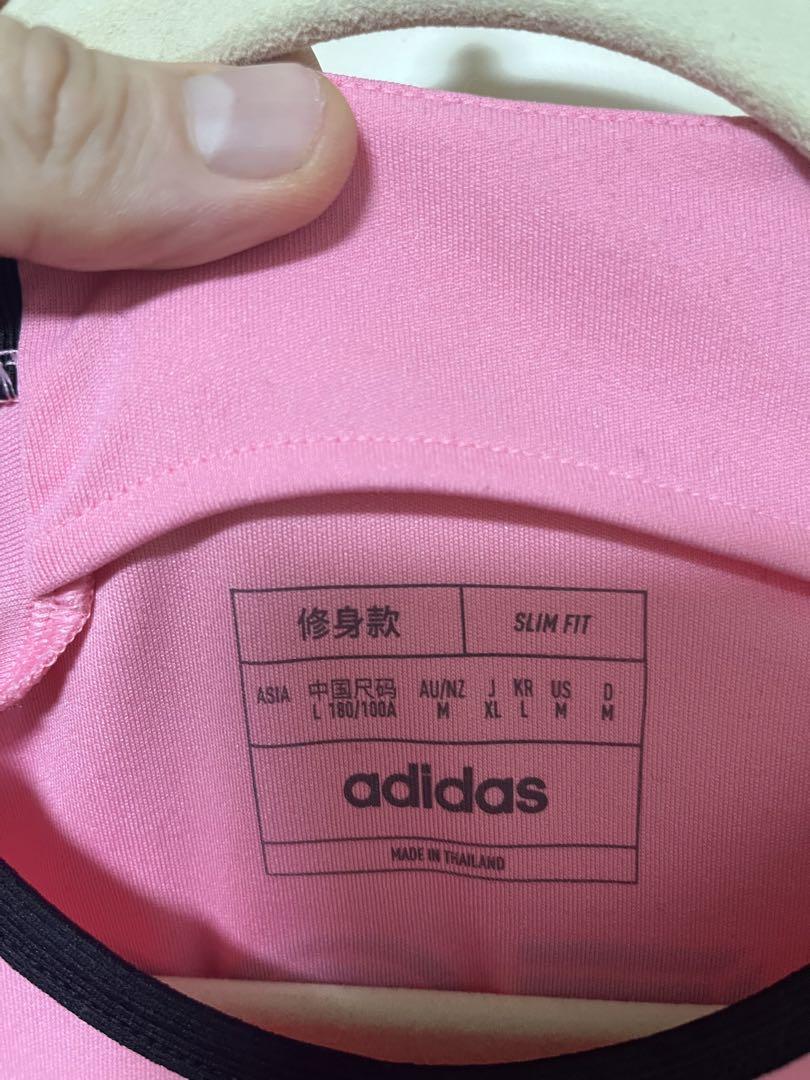 修身款 SLIM FIT
ASIA 中国尺码 AU/NZ J KR US D
L 180/100A M XL L M M
adidas
MADE IN THAILAND